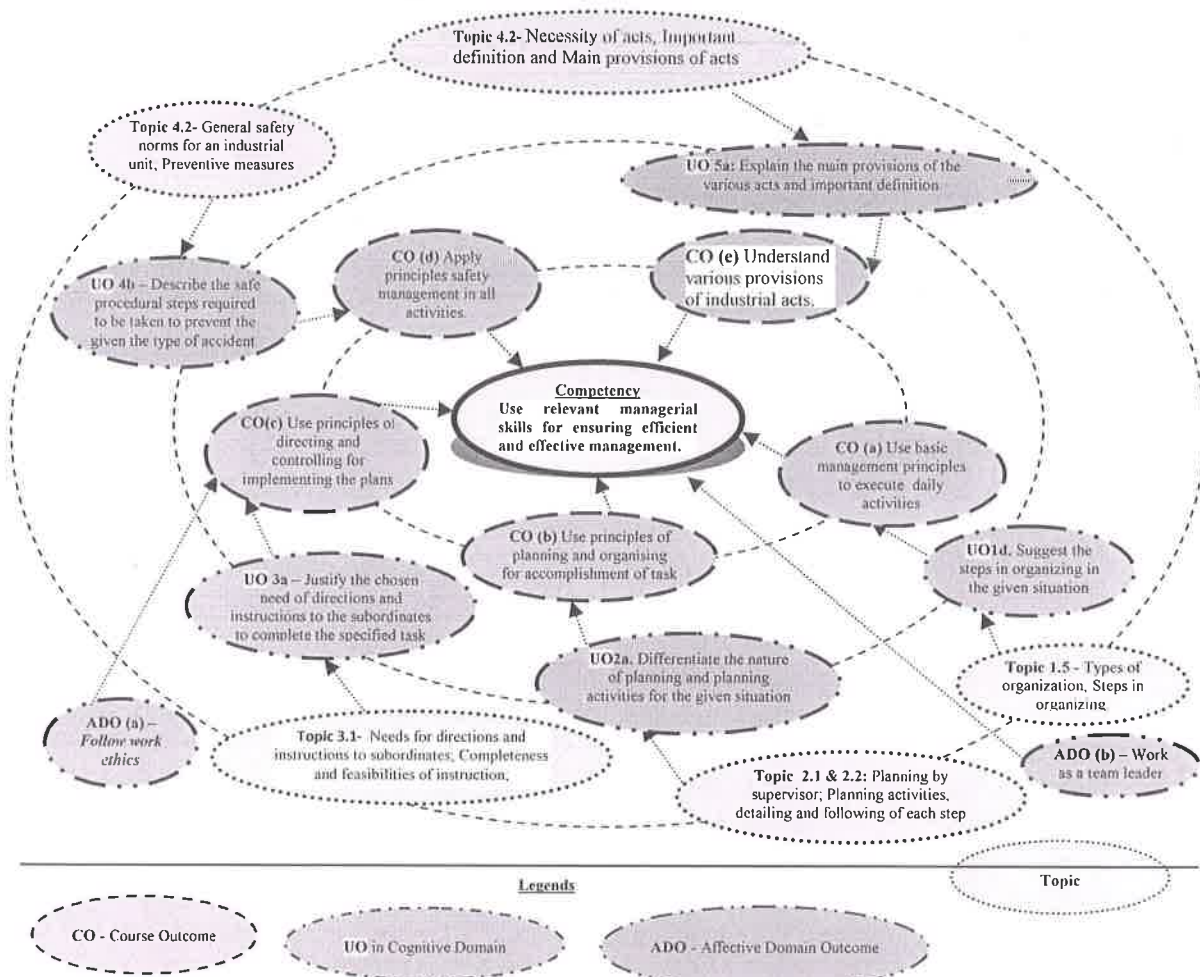 Topic 4.2- Necessity of acts, Important
definition and Main provisions of acts
Topic 4.2- General safety
norms for an industrial
unit, Preventive measures
UO 5a: Explain the main provisions of the
various acts and important definition
CO (d) Apply
principles safety
management in all
activities.
CO (e) Understand
various provisions
of industrial acts.
UO 4b – Describe the safe
procedural steps required
to be taken to prevent the
given the type of accident
Competency
Use relevant managerial
skills for ensuring efficient
and effective management.
CO(c) Use principles of
directing and
controlling for
implementing the plans
CO (a) Use basic
management principles
to execute daily
activities
CO (b) Use principles of
planning and organising
for accomplishment of task
UO1d. Suggest the
steps in organizing in
the given situation
UO 3a – Justify the chosen
need of directions and
instructions to the subordinates
to complete the specified task
UO2a. Differentiate the nature
of planning and planning
activities for the given situation
Topic 1.5 - Types of
organization, Steps in
organizing
ADO (a) –
Follow work
ethics
Topic 3.1- Needs for directions and
instructions to subordinates; Completeness
and feasibilities of instruction,
ADO (b) – Work
as a team leader
Topic 2.1 & 2.2: Planning by
supervisor; Planning activities,
detailing and following of each step
Legends
Topic
CO - Course Outcome
UO in Cognitive Domain
ADO - Affective Domain Outcome